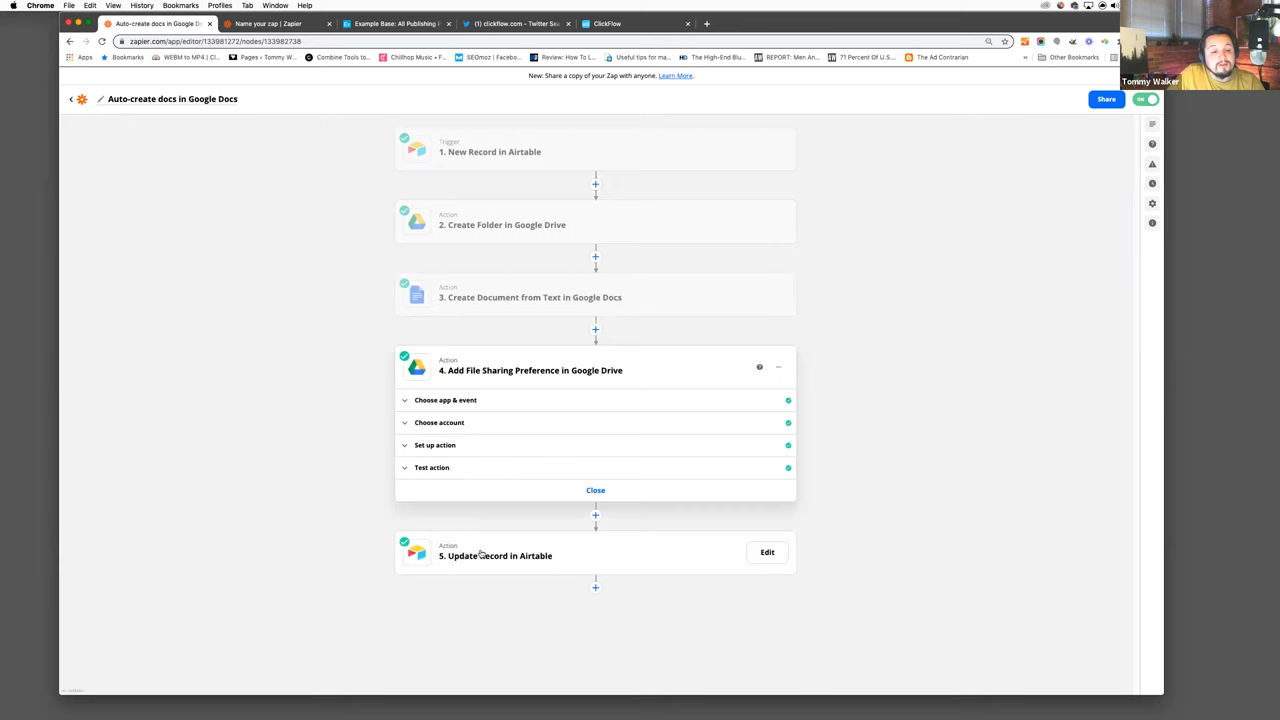 Chrome File Edit View History Bookmarks Profiles Tab Window Help
Auto-create docs in Google Do Name your zap | Zapier Example Base: All Publishing P (1) clickflow.com - Twitter Sea ClickFlow
zapier.com/app/editor/133981272/nodes/133982738
Apps Bookmarks WEBM to MP4 | Cl... Pages ‹ Tommy W... Combine Tools to... Chillhop Music + F... SEOmoz | Facebo... Review: How To L... Useful tips for ma... The High-End Blu... REPORT: Men An... 71 Percent Of U.S... The Ad Contrarian » Other Bookmarks
Tommy Walker
New: Share a copy of your Zap with anyone. Learn More.
Auto-create docs in Google Docs Share ON
Trigger
1. New Record in Airtable
Action
2. Create Folder in Google Drive
Action
3. Create Document from Text in Google Docs
Action
4. Add File Sharing Preference in Google Drive
Choose app & event
Choose account
Set up action
Test action
Close
Action
5. Update Record in Airtable Edit